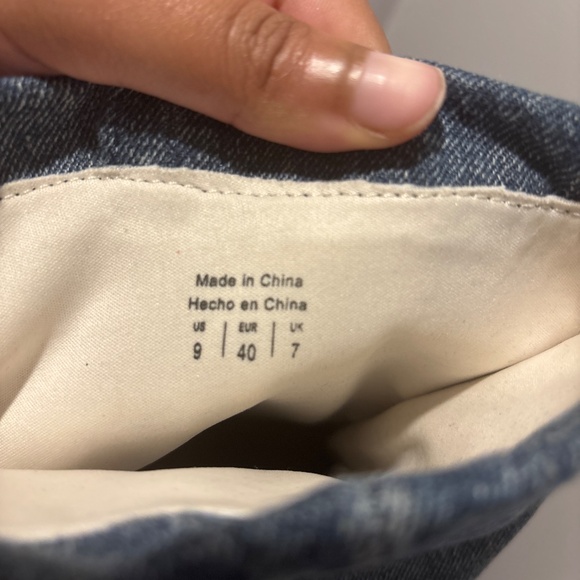 Made in China
Hecho en China
US | EUR | UK
9 | 40 | 7